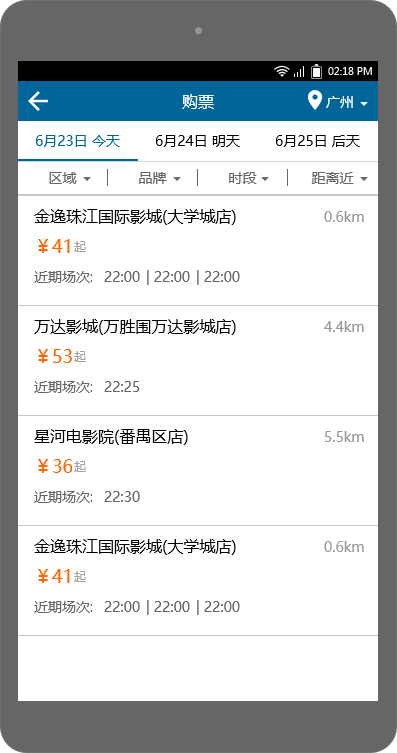 02:18 PM
购票 广州
6月23日 今天 6月24日 明天 6月25日 后天
区域 品牌 时段 距离近
金逸珠江国际影城(大学城店) 0.6km
￥41起
近期场次: 22:00 | 22:00 | 22:00
万达影城(万胜围万达影城店) 4.4km
￥53起
近期场次: 22:25
星河电影院(番禺区店) 5.5km
￥36起
近期场次: 22:30
金逸珠江国际影城(大学城店) 0.6km
￥41起
近期场次: 22:00 | 22:00 | 22:00